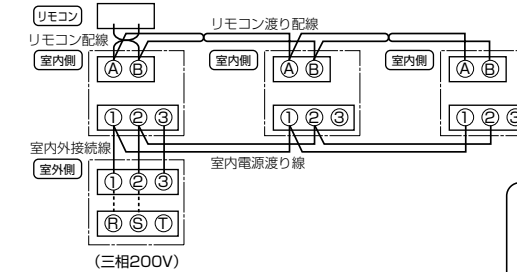 リモコン
リモコン渡り配線
リモコン配線
室内側 室内側 室内側
Ⓐ Ⓑ Ⓐ Ⓑ Ⓐ Ⓑ
① ② ③ ① ② ③ ① ② ③
室内外接続線
室内電源渡り線
室外側
① ② ③
Ⓡ Ⓢ Ⓣ
(三相200V)